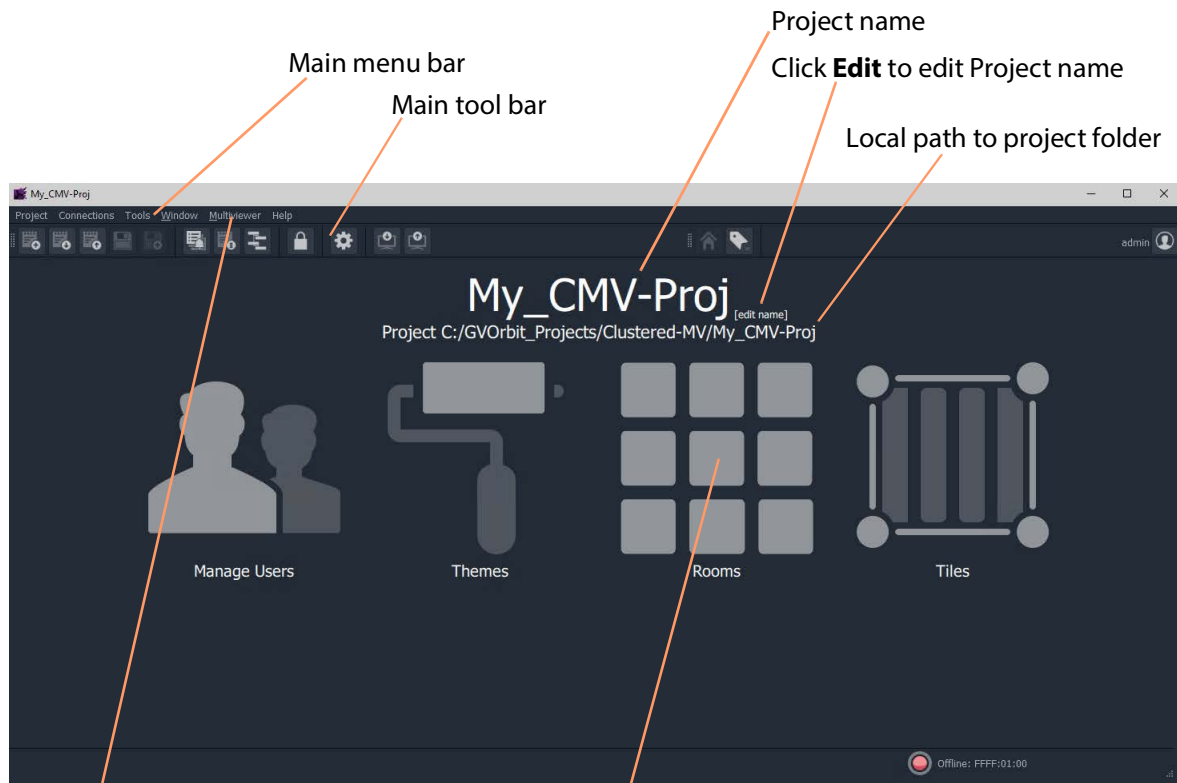 Project name
Main menu bar
Click Edit to edit Project name
Main tool bar
Local path to project folder
My_CMV-Proj
Project Connections Tools Window Multiviewer Help
admin
My_CMV-Proj
[edit name]
Project C:/GVOrbit_Projects/Clustered-MV/My_CMV-Proj
Manage Users Themes Rooms Tiles
Offline: FFFF:01:00